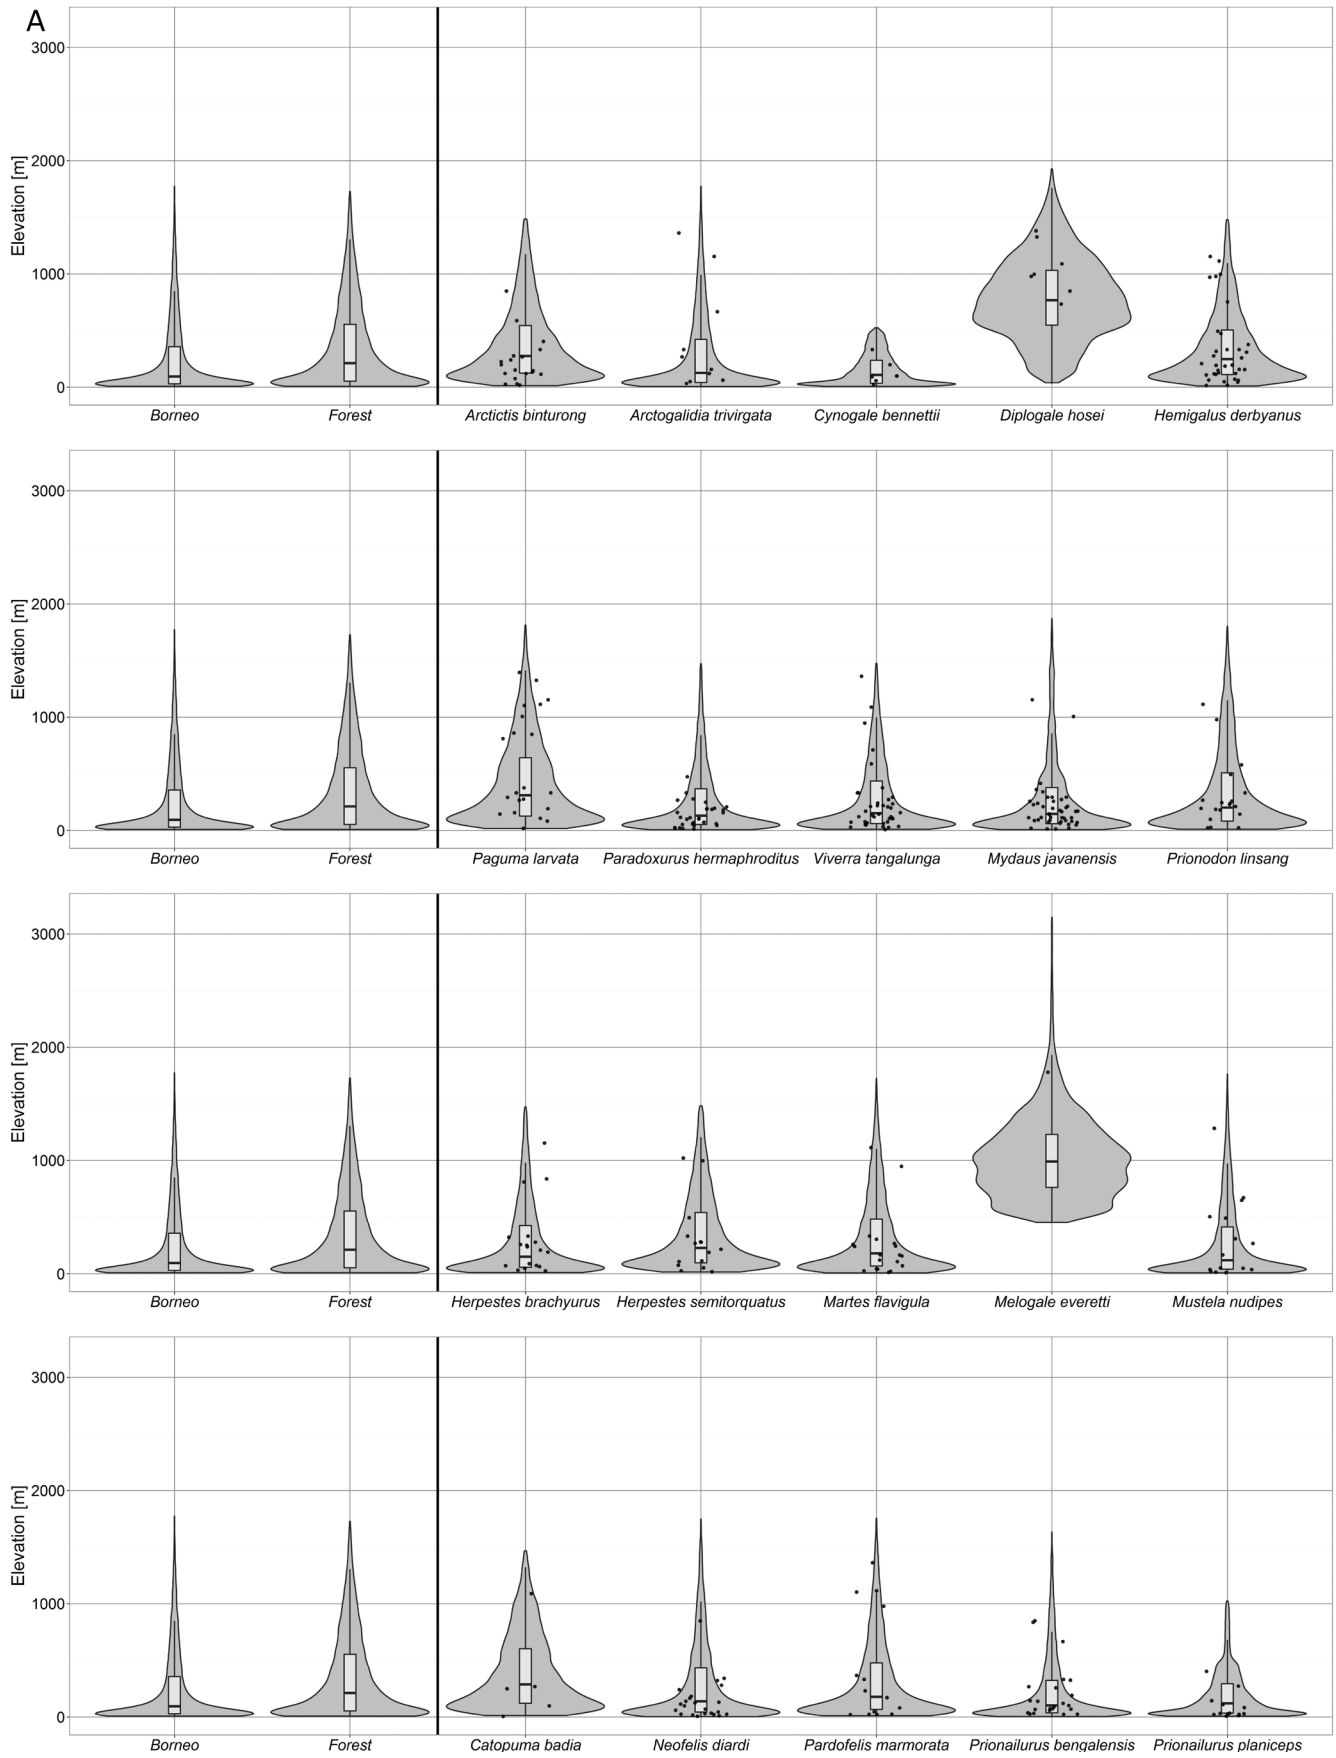 A
3000
2000
1000
0
Elevation [m]
Borneo Forest Arctictis binturong Arctogalidia trivirgata Cynogale bennettii Diplogale hosei Hemigalus derbyanus
3000
2000
1000
0
Elevation [m]
Borneo Forest Paguma larvata Paradoxurus hermaphroditus Viverra tangalunga Mydaus javanensis Prionodon linsang
3000
2000
1000
0
Elevation [m]
Borneo Forest Herpestes brachyurus Herpestes semitorquatus Martes flavigula Melogale everetti Mustela nudipes
3000
2000
1000
0
Elevation [m]
Borneo Forest Catopuma badia Neofelis diardi Pardofelis marmorata Prionailurus bengalensis Prionailurus planiceps